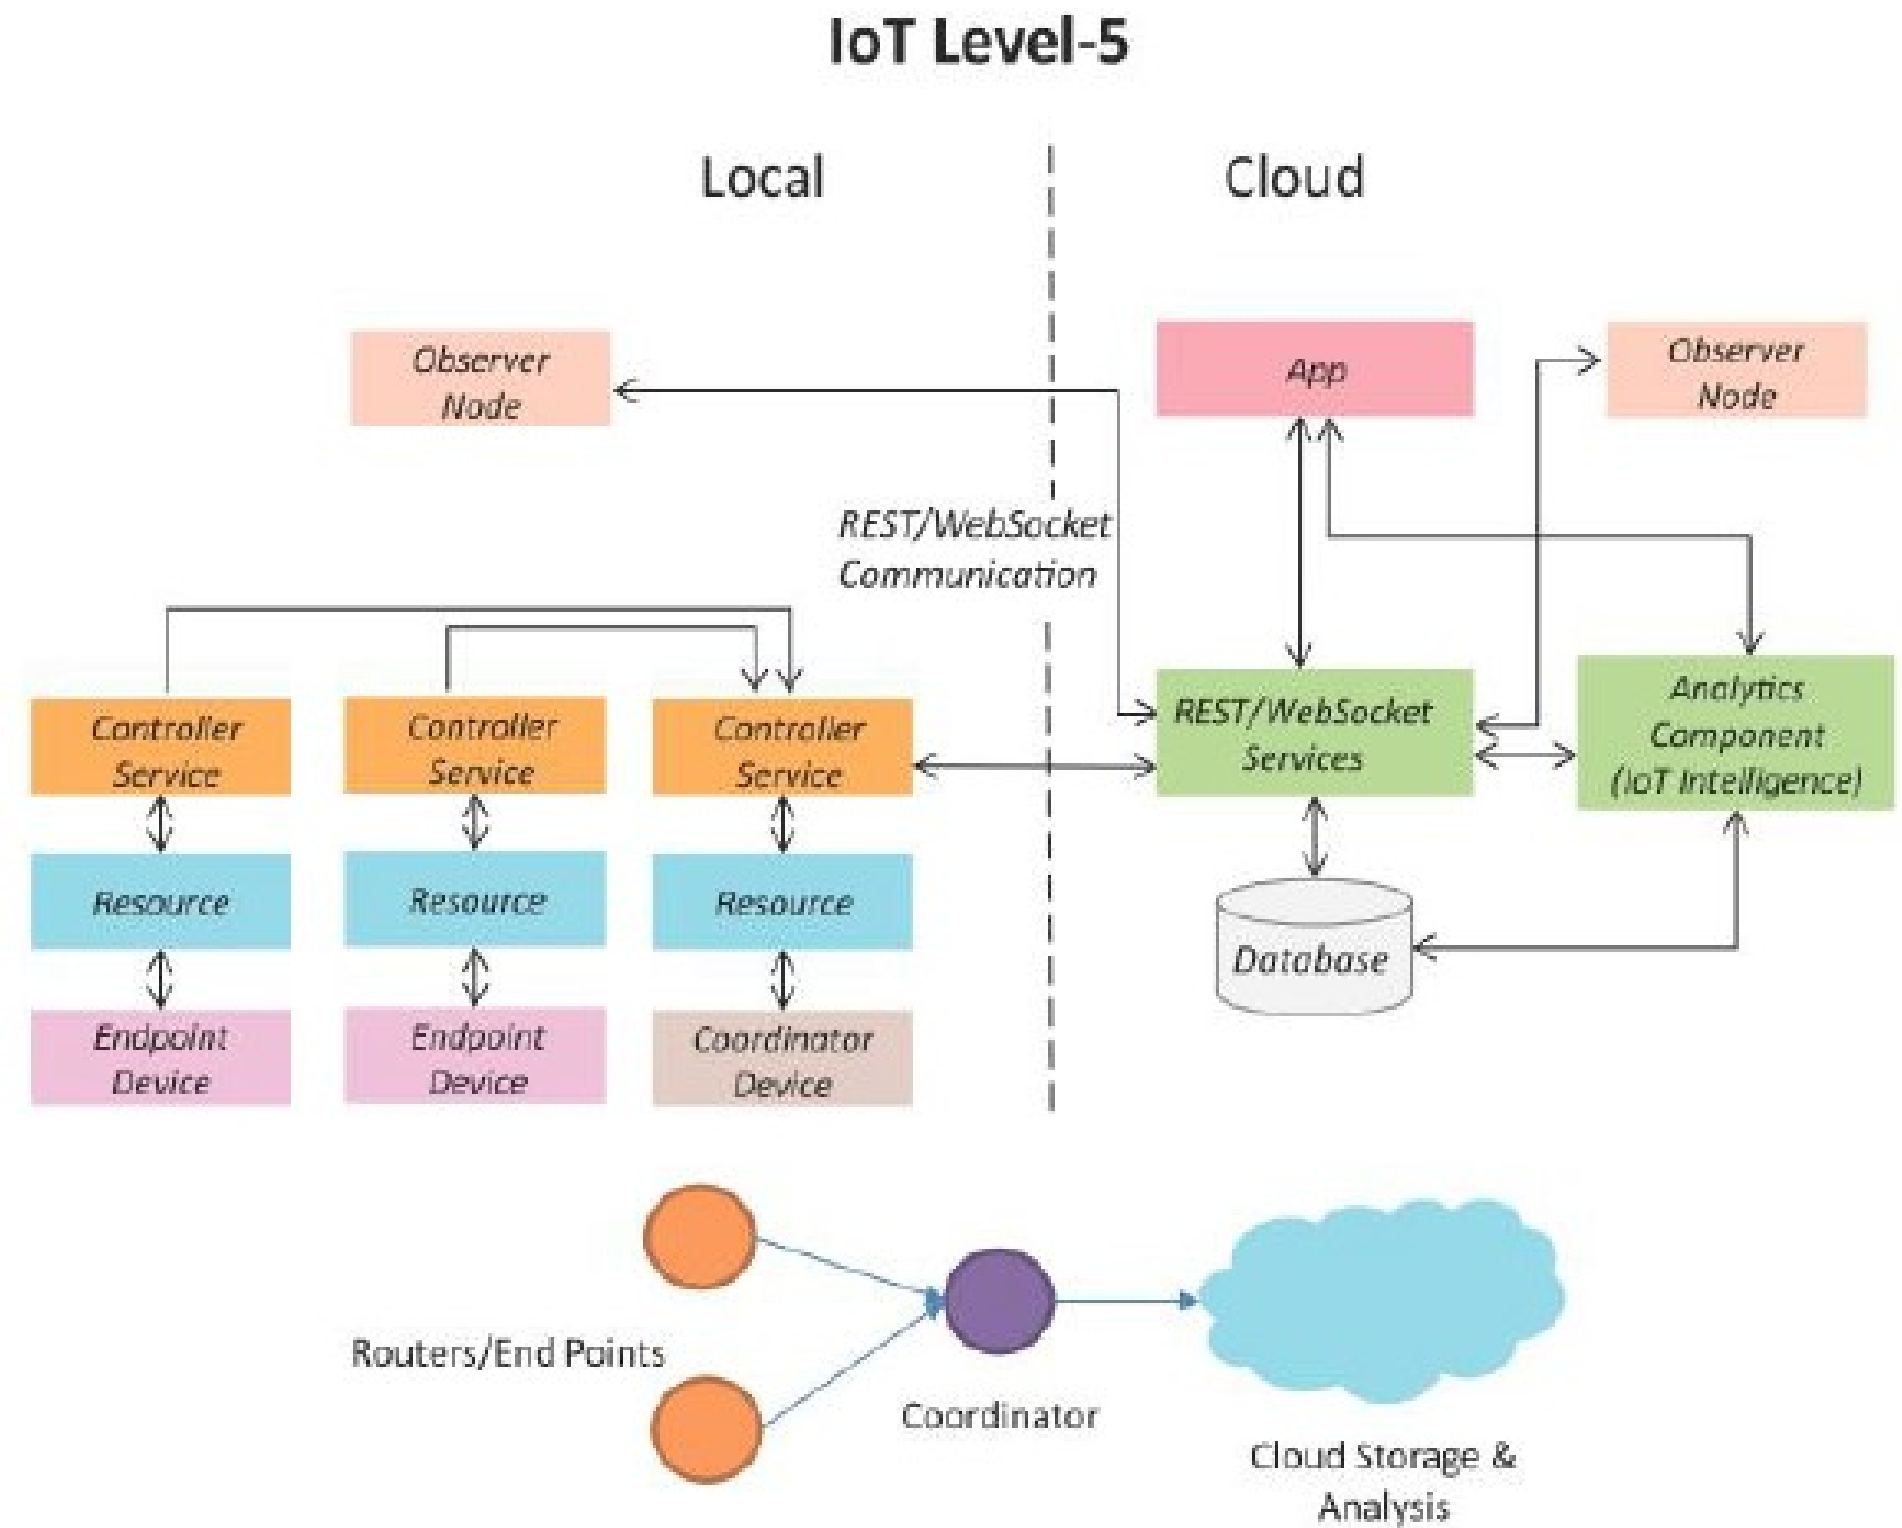 IoT Level-5
Local
Cloud
Observer
Node
App
Observer
Node
REST/WebSocket
Communication
Controller
Service
Controller
Service
Controller
Service
REST/WebSocket
Services
Analytics
Component
(IoT Intelligence)
Resource
Resource
Resource
Database
Endpoint
Device
Endpoint
Device
Coordinator
Device
Routers/End Points
Coordinator
Cloud Storage &
Analysis